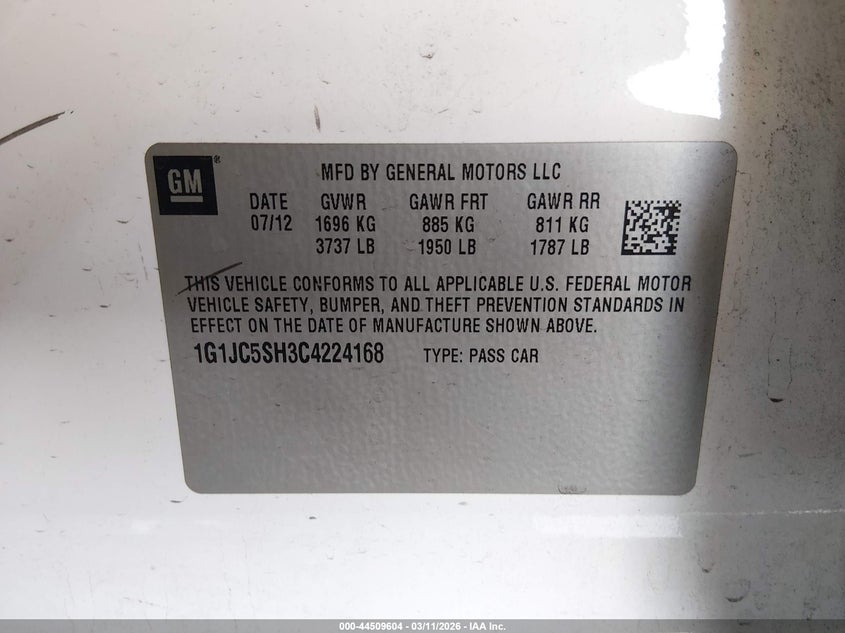 GM®
MFD BY GENERAL MOTORS LLC
DATE GVWR GAWR FRT GAWR RR
07/12 1696 KG 885 KG 811 KG
3737 LB 1950 LB 1787 LB
THIS VEHICLE CONFORMS TO ALL APPLICABLE U.S. FEDERAL MOTOR
VEHICLE SAFETY, BUMPER, AND THEFT PREVENTION STANDARDS IN
EFFECT ON THE DATE OF MANUFACTURE SHOWN ABOVE.
1G1JC5SH3C4224168 TYPE: PASS CAR
000-44509604 / 03/11/2026 - IAA Inc.